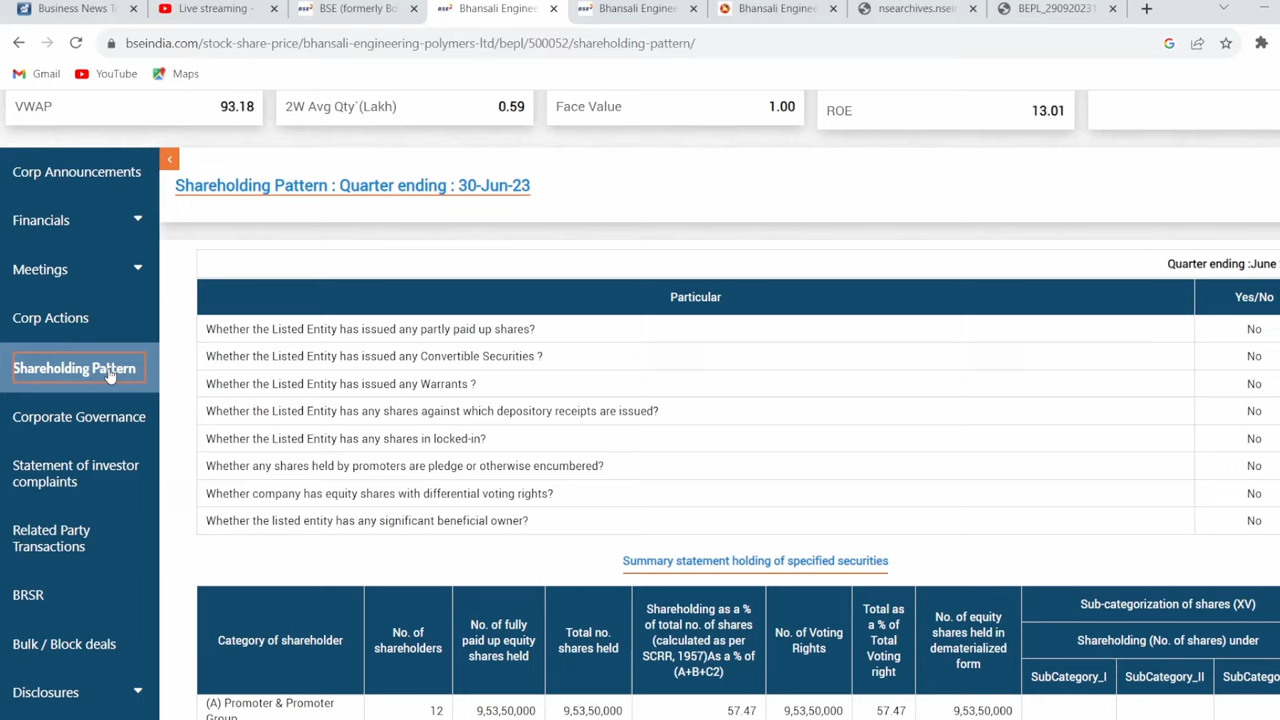 Business News T
Live streaming -
BSE (formerly Bo
Bhansali Enginee
Bhansali Enginee
Bhansali Enginee
nsearchives.nsein
BEPL_290920231
bseindia.com/stock-share-price/bhansali-engineering-polymers-ltd/bepl/500052/shareholding-pattern/
Gmail
YouTube
Maps
VWAP 93.18
2W Avg Qty`(Lakh) 0.59
Face Value 1.00
ROE 13.01
Corp Announcements
Financials
Meetings
Corp Actions
Shareholding Pattern
Corporate Governance
Statement of investor
complaints
Related Party
Transactions
BRSR
Bulk / Block deals
Disclosures
Shareholding Pattern : Quarter ending : 30-Jun-23
Quarter ending :June
Particular Yes/No
Whether the Listed Entity has issued any partly paid up shares? No
Whether the Listed Entity has issued any Convertible Securities ? No
Whether the Listed Entity has issued any Warrants ? No
Whether the Listed Entity has any shares against which depository receipts are issued? No
Whether the Listed Entity has any shares in locked-in? No
Whether any shares held by promoters are pledge or otherwise encumbered? No
Whether company has equity shares with differential voting rights? No
Whether the listed entity has any significant beneficial owner? No
Summary statement holding of specified securities
Category of shareholder
No. of
shareholders
No. of fully
paid up equity
shares held
Total no.
shares held
Shareholding as a %
of total no. of shares
(calculated as per
SCRR, 1957)As a % of
(A+B+C2)
No. of Voting
Rights
Total as
a % of
Total
Voting
right
No. of equity
shares held in
dematerialized
form
Sub-categorization of shares (XV)
Shareholding (No. of shares) under
SubCategory_I
SubCategory_II
SubCatego
(A) Promoter & Promoter
Group
12 9,53,50,000 9,53,50,000 57.47 9,53,50,000 57.47 9,53,50,000